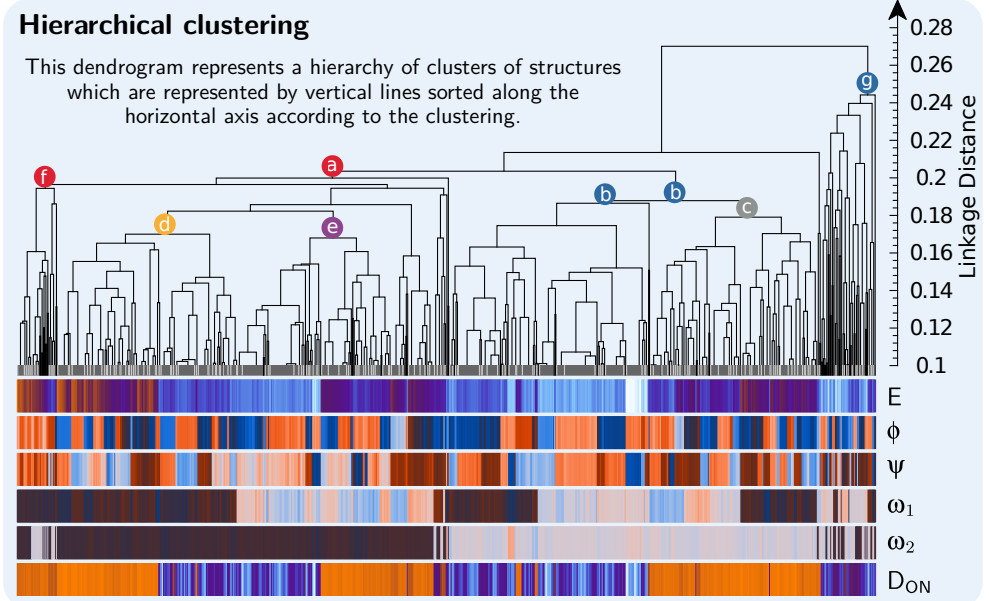 Hierarchical clustering
This dendrogram represents a hierarchy of clusters of structures
which are represented by vertical lines sorted along the
horizontal axis according to the clustering.
0.28
0.26
g
0.24
0.22
a
f
0.2
b
b
c
0.18
d
e
0.16
0.14
0.12
0.1
Linkage Distance
E
ϕ
ψ
ω₁
ω₂
D_ON